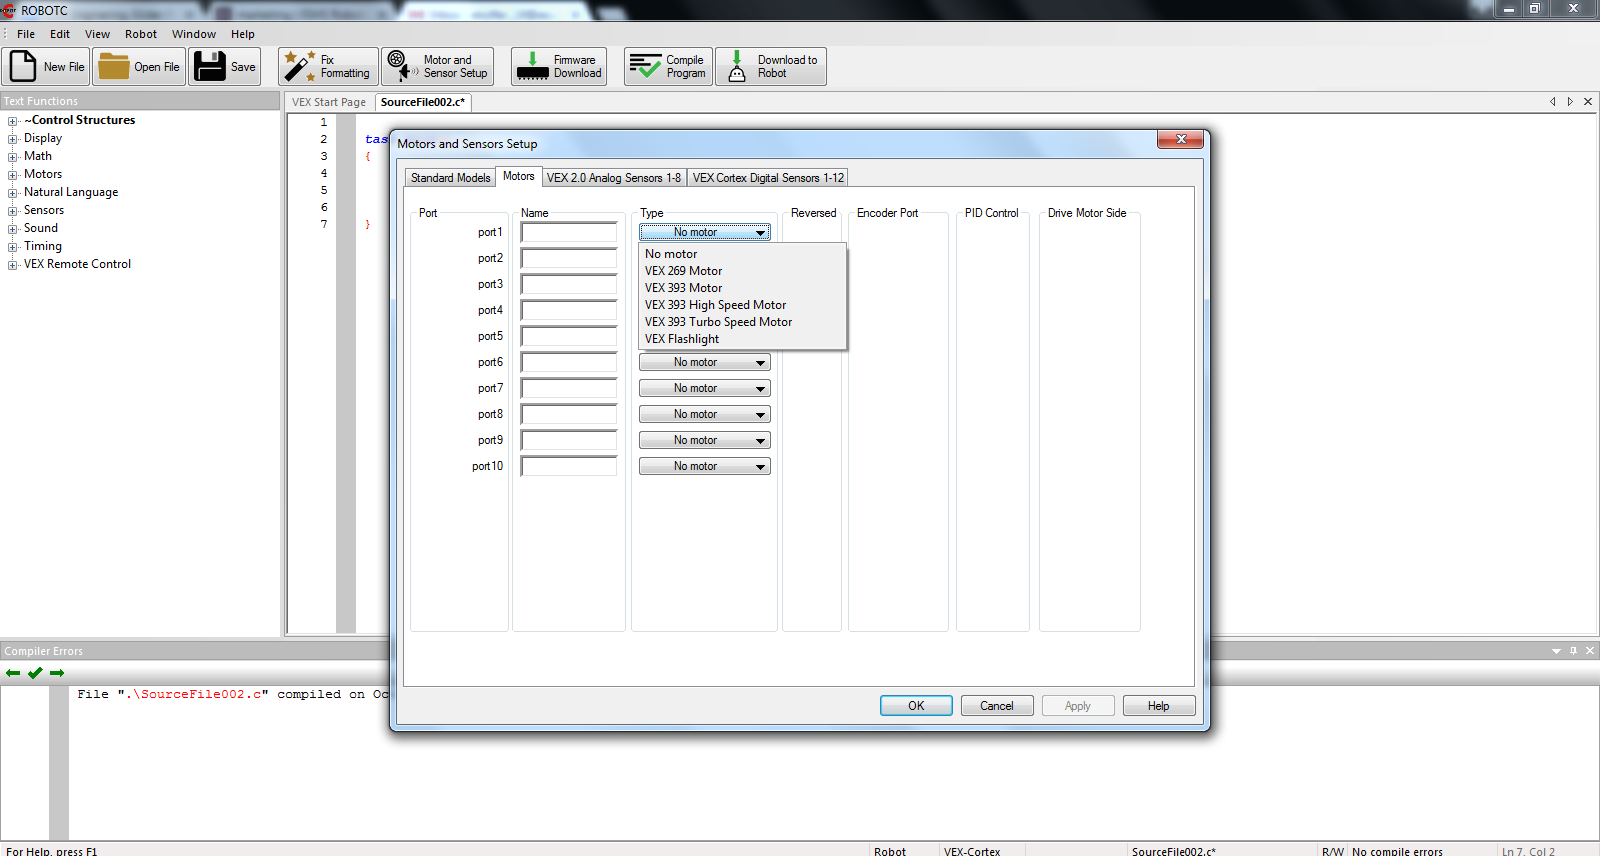 ROBOTC
File Edit View Robot Window Help
New File Open File Save Fix Formatting Motor and Sensor Setup Firmware Download Compile Program Download to Robot
Text Functions
~Control Structures
Display
Math
Motors
Natural Language
Sensors
Sound
Timing
VEX Remote Control
VEX Start Page SourceFile002.c*
1
2 tas
3 {
4
5
6
7 }
Motors and Sensors Setup
Standard Models Motors VEX 2.0 Analog Sensors 1-8 VEX Cortex Digital Sensors 1-12
Port Name Type Reversed Encoder Port PID Control Drive Motor Side
port1 No motor
No motor
VEX 269 Motor
VEX 393 Motor
VEX 393 High Speed Motor
VEX 393 Turbo Speed Motor
VEX Flashlight
port2
port3
port4
port5
port6 No motor
port7 No motor
port8 No motor
port9 No motor
port10 No motor
OK Cancel Apply Help
Compiler Errors
File ".\SourceFile002.c" compiled on Oc
For Help, press F1 Robot VEX-Cortex SourceFile002.c* R/W No compile errors Ln 7, Col 2